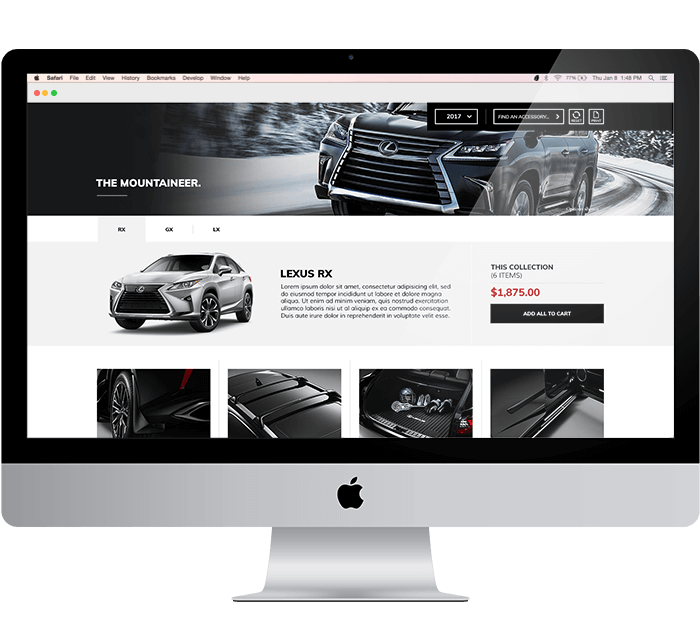 Safari File Edit View History Bookmarks Develop Window Help 77% Thu Jan 8 1:48 PM
2017 FIND AN ACCESSORY... RESET PRINT
THE MOUNTAINEER.
RX GX LX
LEXUS RX
Lorem ipsum dolor sit amet, consectetur adipisicing elit, sed
do eiusmod tempor incididunt ut labore et dolore magna
aliqua. Ut enim ad minim veniam, quis nostrud exercitation
ullamco laboris nisi ut al aliquip ex ea commodo consequat.
Duis aute irure dolor in reprehenderit in voluptate velit esse.
THIS COLLECTION
(6 ITEMS)
$1,875.00
ADD ALL TO CART